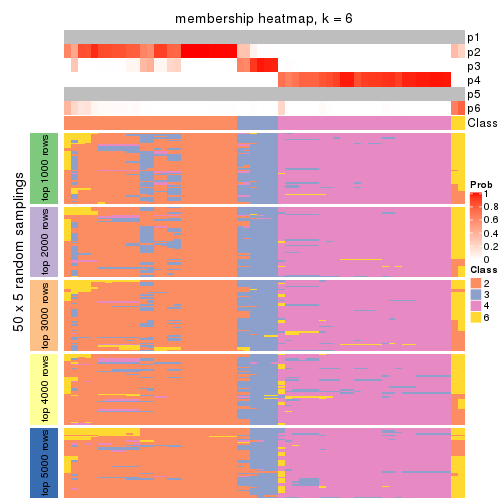 membership heatmap, k = 6
p1
p2
p3
p4
p5
p6
Class
50 x 5 random samplings
top 1000 rows
top 2000 rows
top 3000 rows
top 4000 rows
top 5000 rows
Prob
1
0.8
0.6
0.4
0.2
0
Class
2
3
4
6